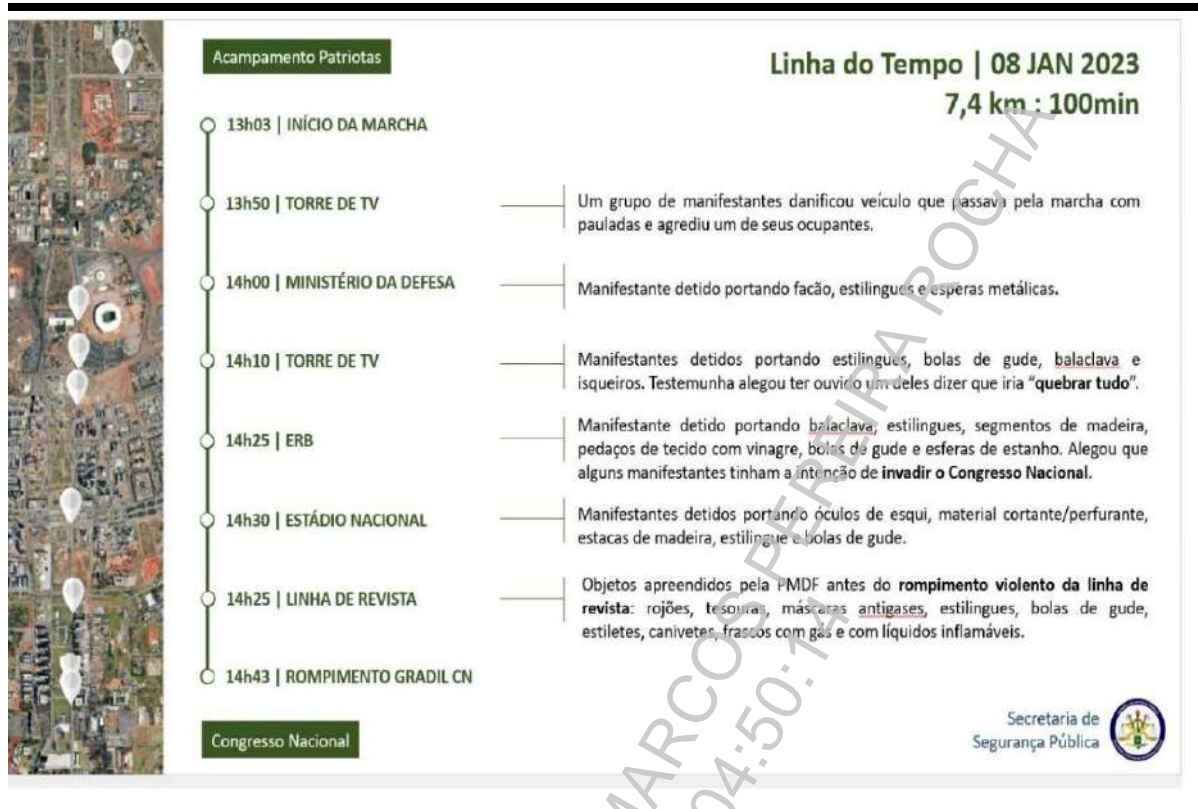 Acampamento Patriotas
Linha do Tempo | 08 JAN 2023
7,4 km : 100min
13h03 | INÍCIO DA MARCHA
13h50 | TORRE DE TV
Um grupo de manifestantes danificou veículo que passava pela marcha com
pauladas e agrediu um de seus ocupantes.
14h00 | MINISTÉRIO DA DEFESA
Manifestante detido portando facão, estilingues e esperas metálicas.
14h10 | TORRE DE TV
Manifestantes detidos portando estilingues, bolas de gude, balaclava e
isqueiros. Testemunha alegou ter ouvido um deles dizer que iria "quebrar tudo".
14h25 | ERB
Manifestante detido portando balaclava, estilingues, segmentos de madeira,
pedaços de tecido com vinagre, bolas de gude e esferas de estanho. Alegou que
alguns manifestantes tinham a intenção de invadir o Congresso Nacional.
14h30 | ESTÁDIO NACIONAL
Manifestantes detidos portando óculos de esqui, material cortante/perfurante,
estacas de madeira, estilingue e bolas de gude.
14h25 | LINHA DE REVISTA
Objetos apreendidos pela PMDF antes do rompimento violento da linha de
revista: rojões, tesouras, máscaras antigases, estilingues, bolas de gude,
estiletes, canivetes, frascos com gás e com líquidos inflamáveis.
14h43 | ROMPIMENTO GRADIL CN
Congresso Nacional
Secretaria de
Segurança Pública
MARCOS PEREIRA ROCHA
04:50:14